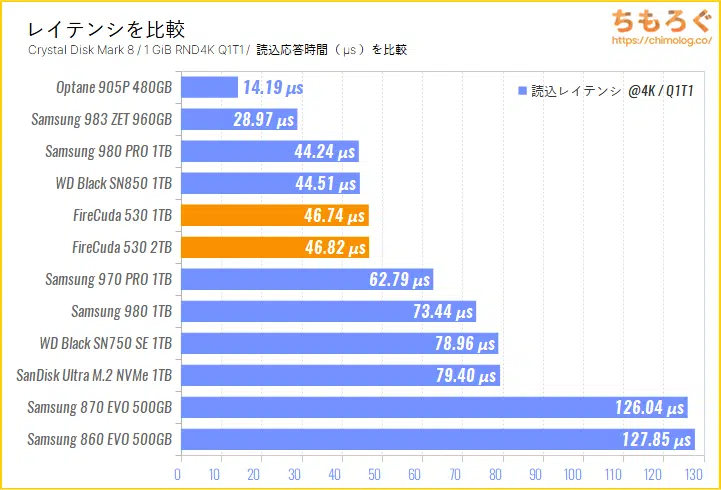 レイテンシを比較
ちもろぐ
https://chimolog.co/
Crystal Disk Mark 8 / 1 GiB RND4K Q1T1 / 読込応答時間（μs）を比較
読込レイテンシ @4K / Q1T1
Optane 905P 480GB 14.19 μs
Samsung 983 ZET 960GB 28.97 μs
Samsung 980 PRO 1TB 44.24 μs
WD Black SN850 1TB 44.51 μs
FireCuda 530 1TB 46.74 μs
FireCuda 530 2TB 46.82 μs
Samsung 970 PRO 1TB 62.79 μs
Samsung 980 1TB 73.44 μs
WD Black SN750 SE 1TB 78.96 μs
SanDisk Ultra M.2 NVMe 1TB 79.40 μs
Samsung 870 EVO 500GB 126.04 μs
Samsung 860 EVO 500GB 127.85 μs
0 10 20 30 40 50 60 70 80 90 100 110 120 130